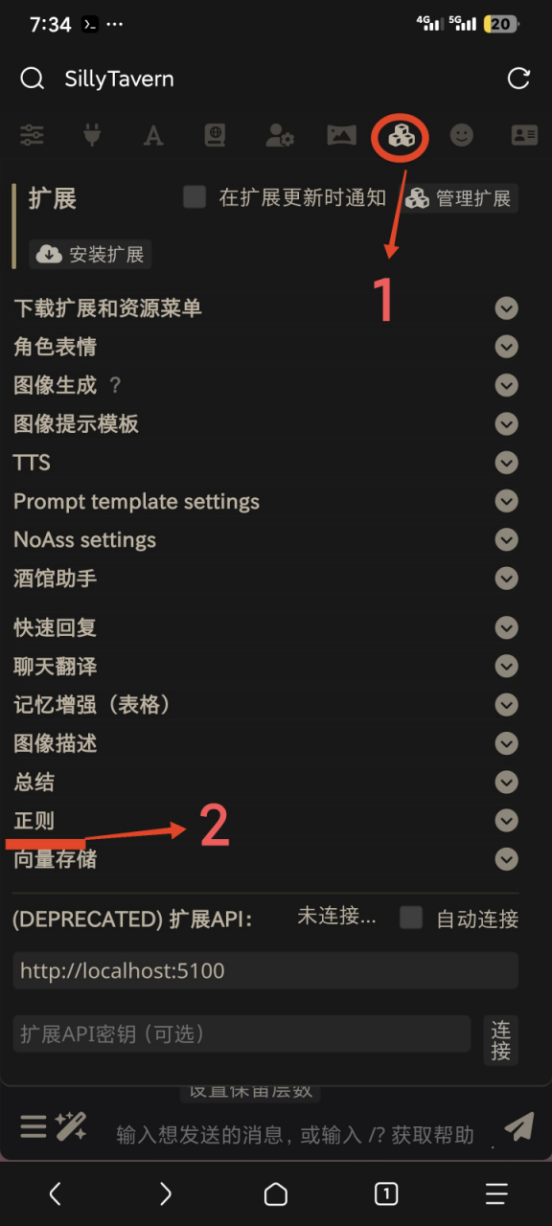 7:34
4G 5G 20
SillyTavern
扩展 在扩展更新时通知 管理扩展
安装扩展
1
下载扩展和资源菜单
角色表情
图像生成 ?
图像提示模板
TTS
Prompt template settings
NoAss settings
酒馆助手
快速回复
聊天翻译
记忆增强（表格）
图像描述
总结
正则
2
向量存储
(DEPRECATED) 扩展API: 未连接... 自动连接
http://localhost:5100
扩展API密钥（可选） 连接
设置保留层数
输入想发送的消息，或输入 /? 获取帮助
1